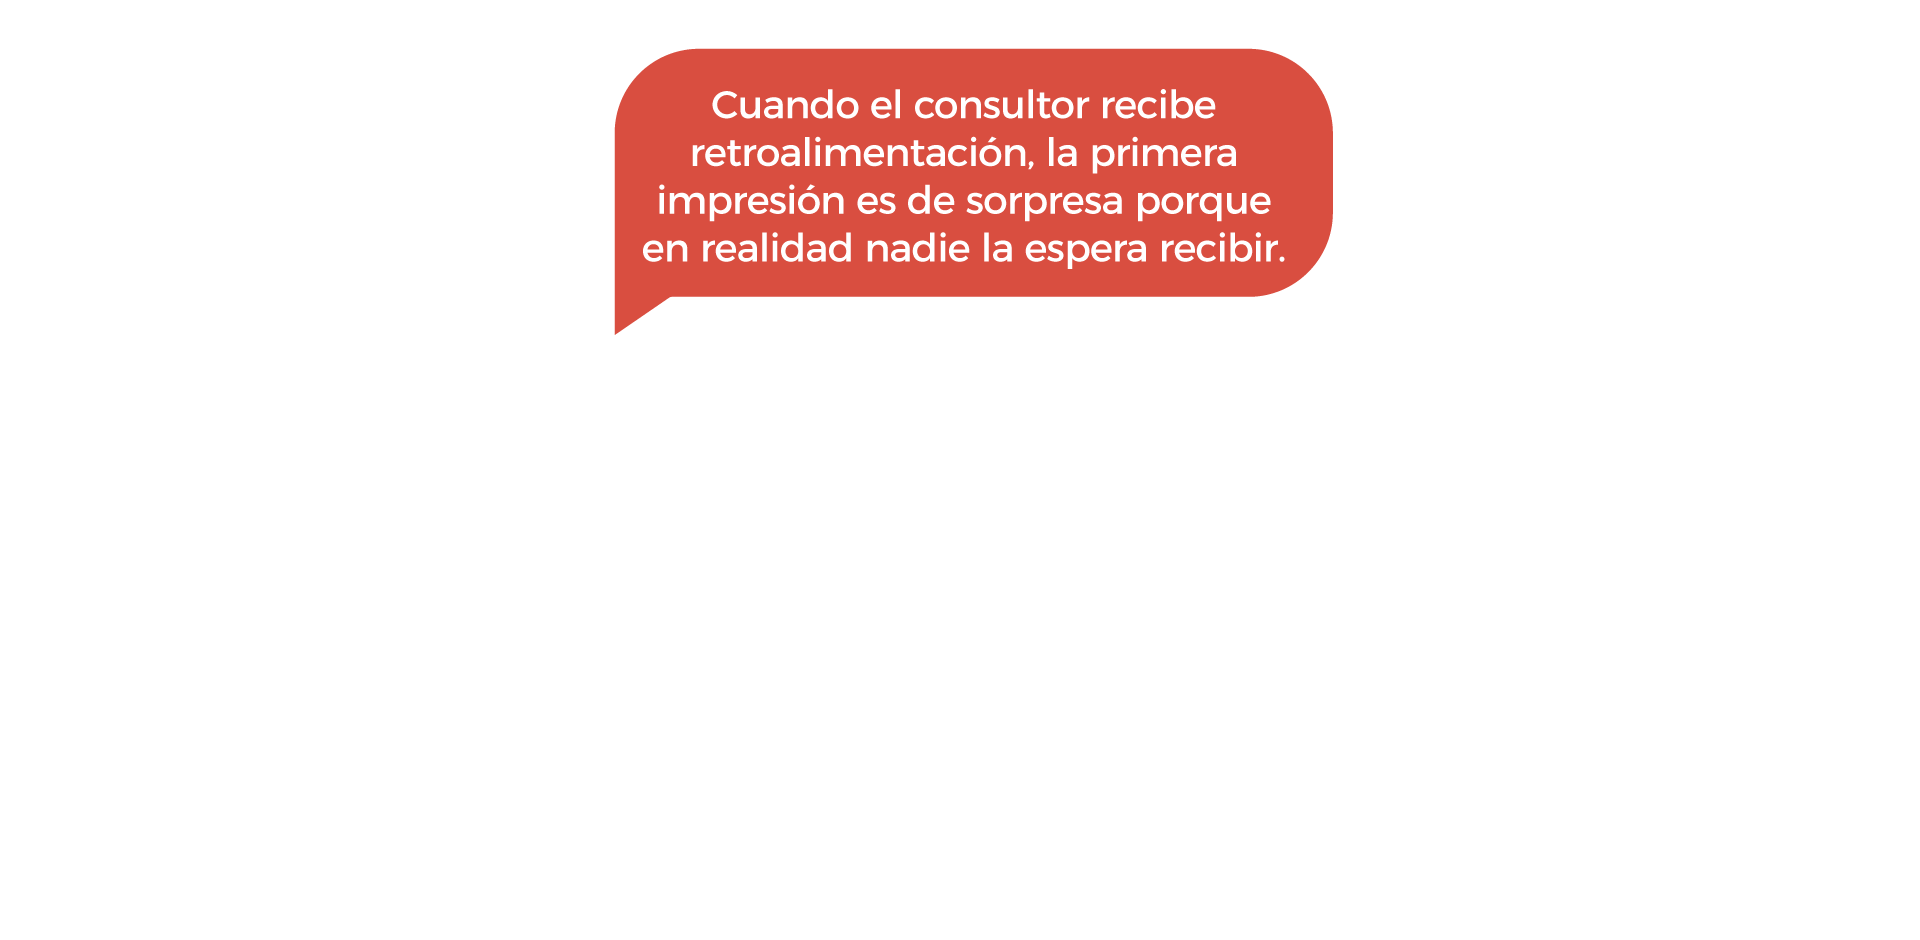 Cuando el consultor recibe
retroalimentación, la primera
impresión es de sorpresa porque
en realidad nadie la espera recibir.